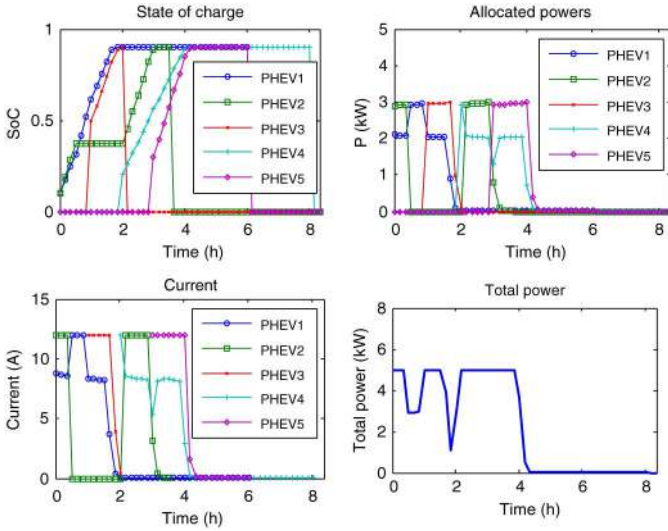 State of charge
1
0.5
0
SoC
PHEV1
PHEV2
PHEV3
PHEV4
PHEV5
0 2 4 6 8
Time (h)
Allocated powers
5
4
3
2
1
0
P (kW)
PHEV1
PHEV2
PHEV3
PHEV4
PHEV5
0 2 4 6 8
Time (h)
Current
15
10
5
0
Current (A)
PHEV1
PHEV2
PHEV3
PHEV4
PHEV5
0 2 4 6 8
Time (h)
Total power
8
6
4
2
0
Total power (kW)
0 2 4 6 8
Time (h)